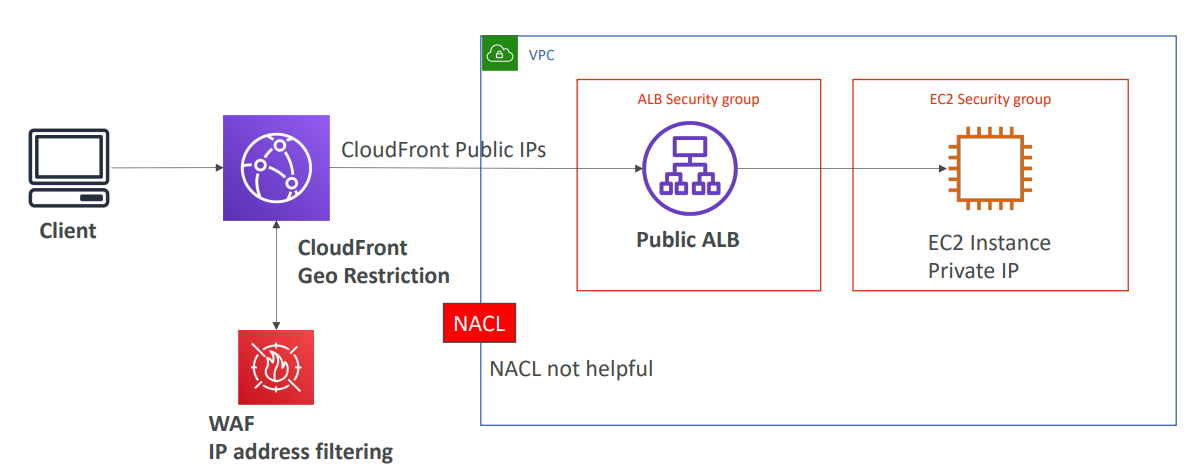 VPC
ALB Security group
EC2 Security group
CloudFront Public IPs
Client
CloudFront
Geo Restriction
Public ALB
EC2 Instance
Private IP
NACL
NACL not helpful
WAF
IP address filtering